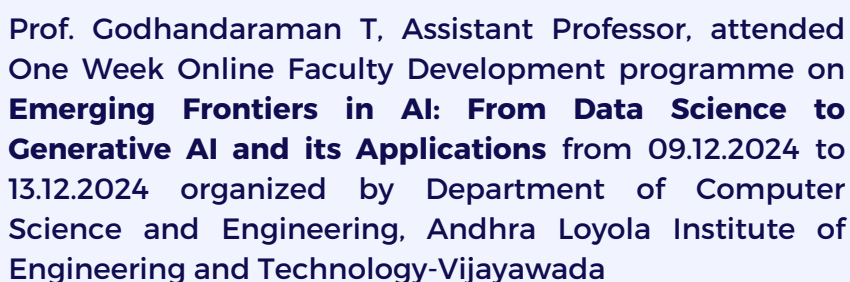 Prof. Godhandaraman T, Assistant Professor, attended
One Week Online Faculty Development programme on
Emerging Frontiers in AI: From Data Science to
Generative AI and its Applications from 09.12.2024 to
13.12.2024 organized by Department of Computer
Science and Engineering, Andhra Loyola Institute of
Engineering and Technology-Vijayawada